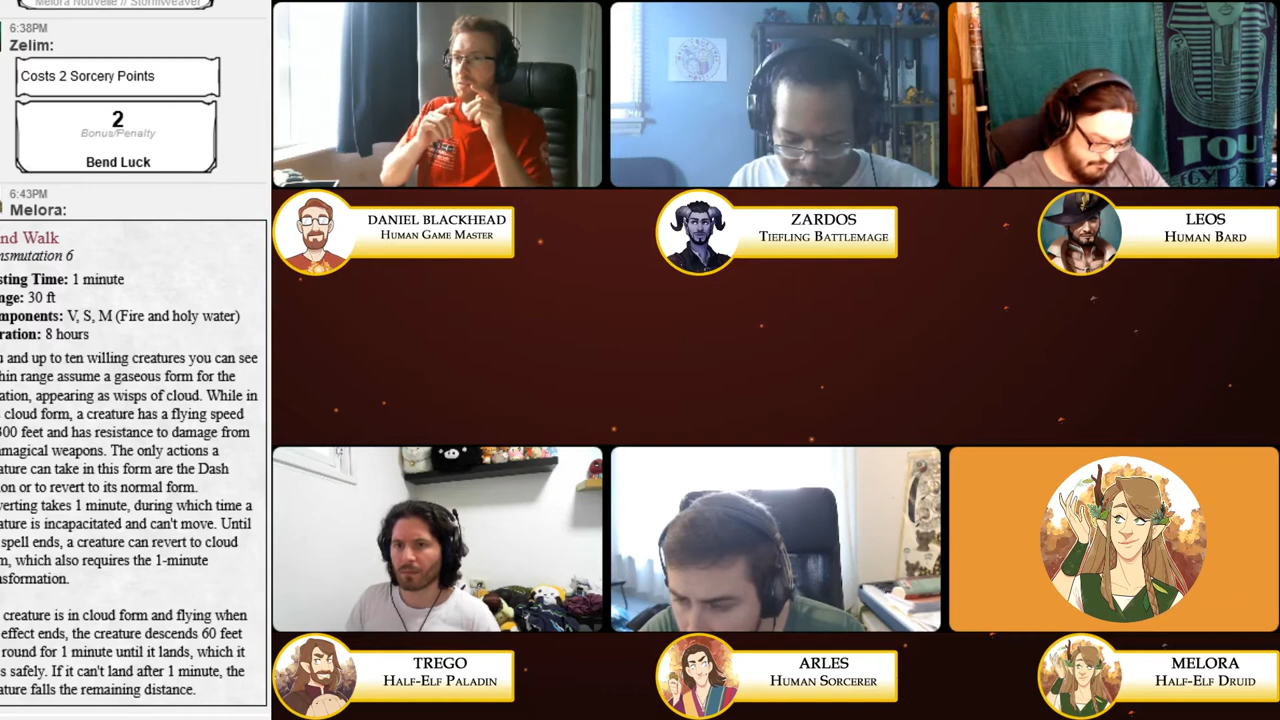 Melora Nouvelle // StormWeaver
6:38PM
Zelim:
Costs 2 Sorcery Points
2
Bonus/Penalty
Bend Luck
6:43PM
Melora:
nd Walk
nsmutation 6
sting Time: 1 minute
nge: 30 ft
mponents: V, S, M (Fire and holy water)
ration: 8 hours
u and up to ten willing creatures you can see
hin range assume a gaseous form for the
ation, appearing as wisps of cloud. While in
cloud form, a creature has a flying speed
300 feet and has resistance to damage from
nmagical weapons. The only actions a
ature can take in this form are the Dash
ion or to revert to its normal form.
verting takes 1 minute, during which time a
ature is incapacitated and can't move. Until
spell ends, a creature can revert to cloud
m, which also requires the 1-minute
nsformation.
creature is in cloud form and flying when
effect ends, the creature descends 60 feet
round for 1 minute until it lands, which it
es safely. If it can't land after 1 minute, the
ature falls the remaining distance.
DANIEL BLACKHEAD
HUMAN GAME MASTER
ZARDOS
TIEFLING BATTLEMAGE
TOU
LEOS
HUMAN BARD
TREGO
HALF-ELF PALADIN
ARLES
HUMAN SORCERER
MELORA
HALF-ELF DRUID